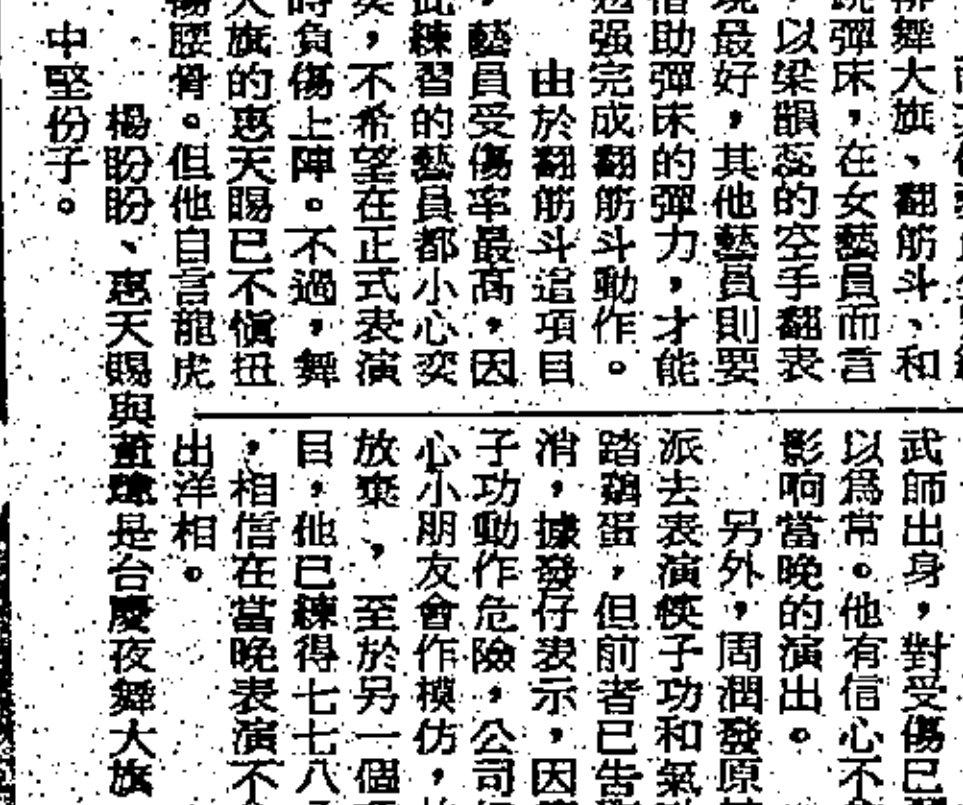 舞大旗、翻筋斗、和
跳彈床,在女藝員而言
,以梁韻蕊的空手翻表
現最好,其他藝員則要
借助彈床的彈力,才能
勉强完成翻筋斗動作。
由於翻筋斗這項目
,藝員受傷率最高,因
此練習的藝員都小心奕
奕,不希望在正式表演
時負傷上陣。不過,舞
大旗的惠天賜已不慎扭
傷腰骨。但他自言龍虎
武師出身,對受傷已
以爲常。他有信心不
影响當晚的演出。
另外,周潤發原
派去表演筷子功和氣
踏鷄蛋,但前者已告
消,據發仔表示,因
子功動作危險,公司
心小朋友會作模仿,
放棄,至於另一個
目,他已練得七七八
,相信在當晚表演不
出洋相。
楊盼盼、惠天賜與董瑋是台慶夜舞大旗
中堅份子。